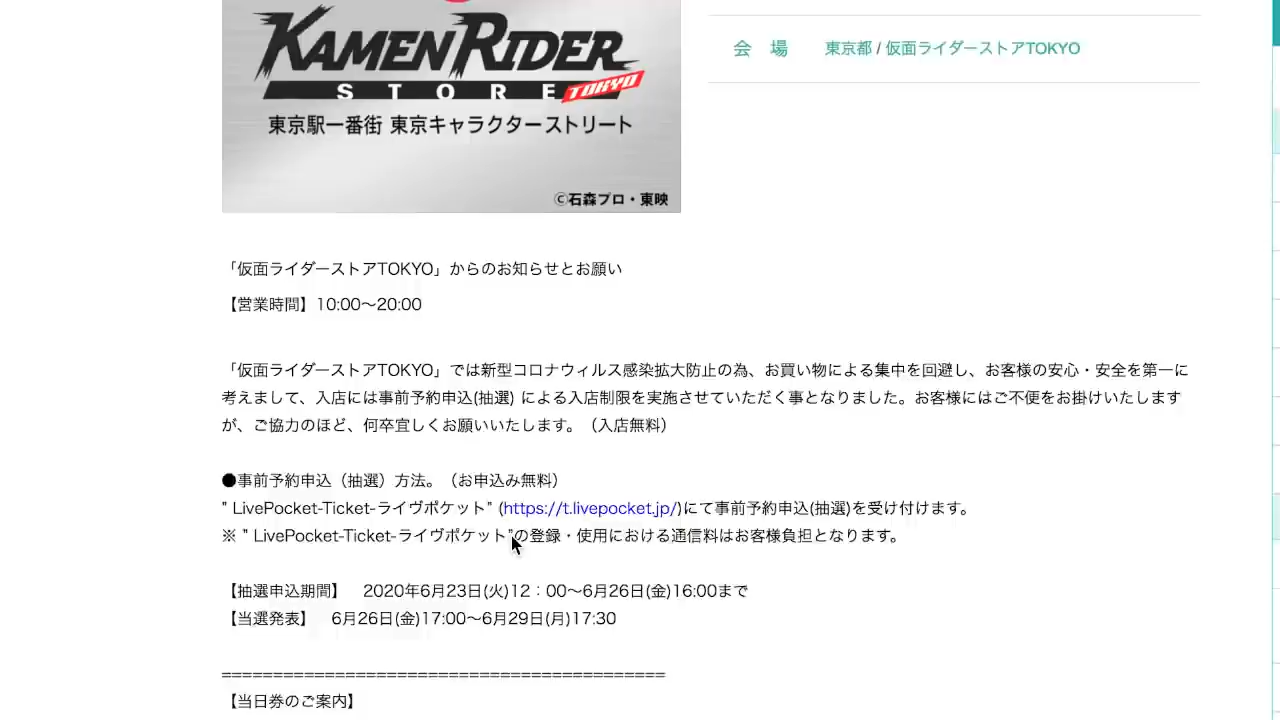 KAMEN RIDER
STORE TOKYO
東京駅一番街 東京キャラクターストリート
©石森プロ・東映
会 場 東京都 / 仮面ライダーストアTOKYO
「仮面ライダーストアTOKYO」からのお知らせとお願い
【営業時間】10:00〜20:00
「仮面ライダーストアTOKYO」では新型コロナウィルス感染拡大防止の為、お買い物による集中を回避し、お客様の安心・安全を第一に
考えまして、入店には事前予約申込(抽選) による入店制限を実施させていただく事となりました。お客様にはご不便をお掛けいたします
が、ご協力のほど、何卒宜しくお願いいたします。（入店無料）
●事前予約申込（抽選）方法。（お申込み無料）
" LivePocket-Ticket-ライヴポケット" (https://t.livepocket.jp/)にて事前予約申込(抽選)を受け付けます。
※ " LivePocket-Ticket-ライヴポケット"の登録・使用における通信料はお客様負担となります。
【抽選申込期間】 2020年6月23日(火)12：00〜6月26日(金)16:00まで
【当選発表】 6月26日(金)17:00〜6月29日(月)17:30
=========================================
【当日券のご案内】